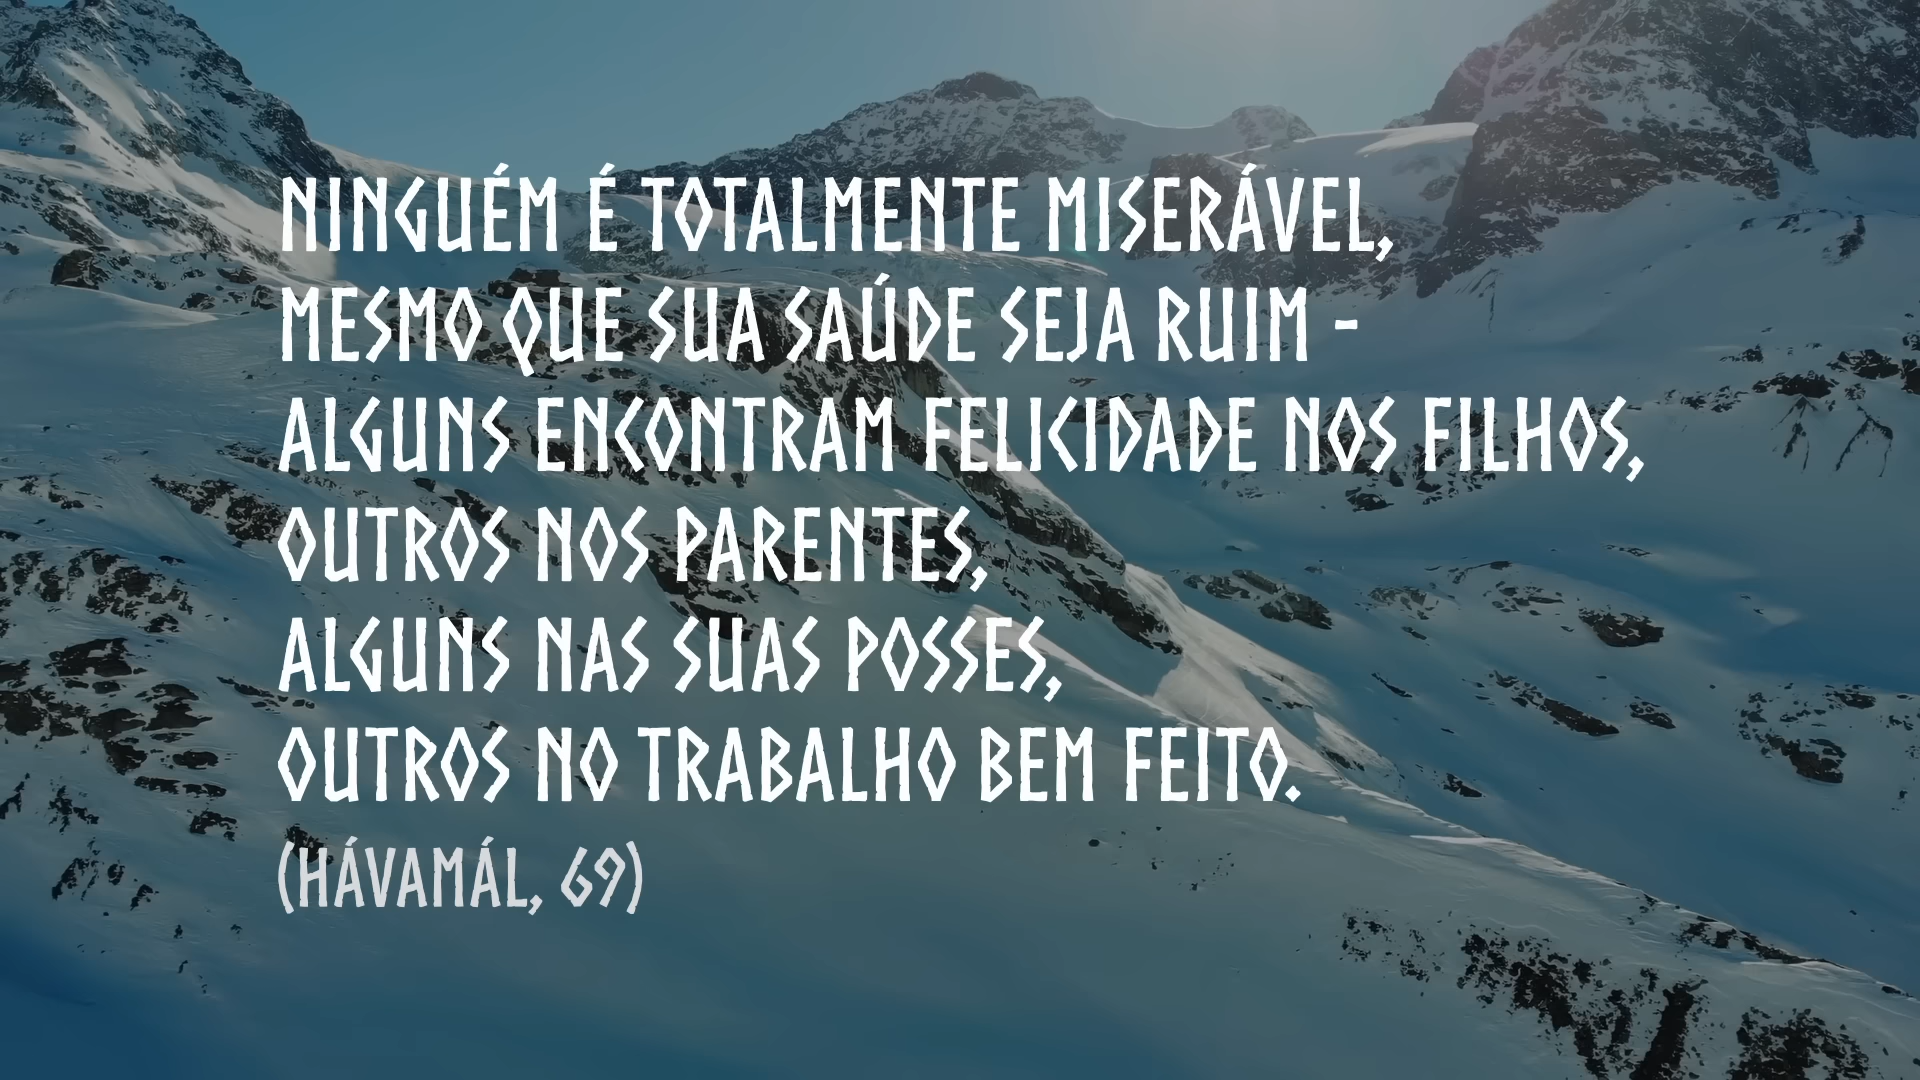 NINGUÉM É TOTALMENTE MISERÁVEL,
MESMO QUE SUA SAÚDE SEJA RUIM -
ALGUNS ENCONTRAM FELICIDADE NOS FILHOS,
OUTROS NOS PARENTES,
ALGUNS NAS SUAS POSSES,
OUTROS NO TRABALHO BEM FEITO.
(HÁVAMÁL, 69)